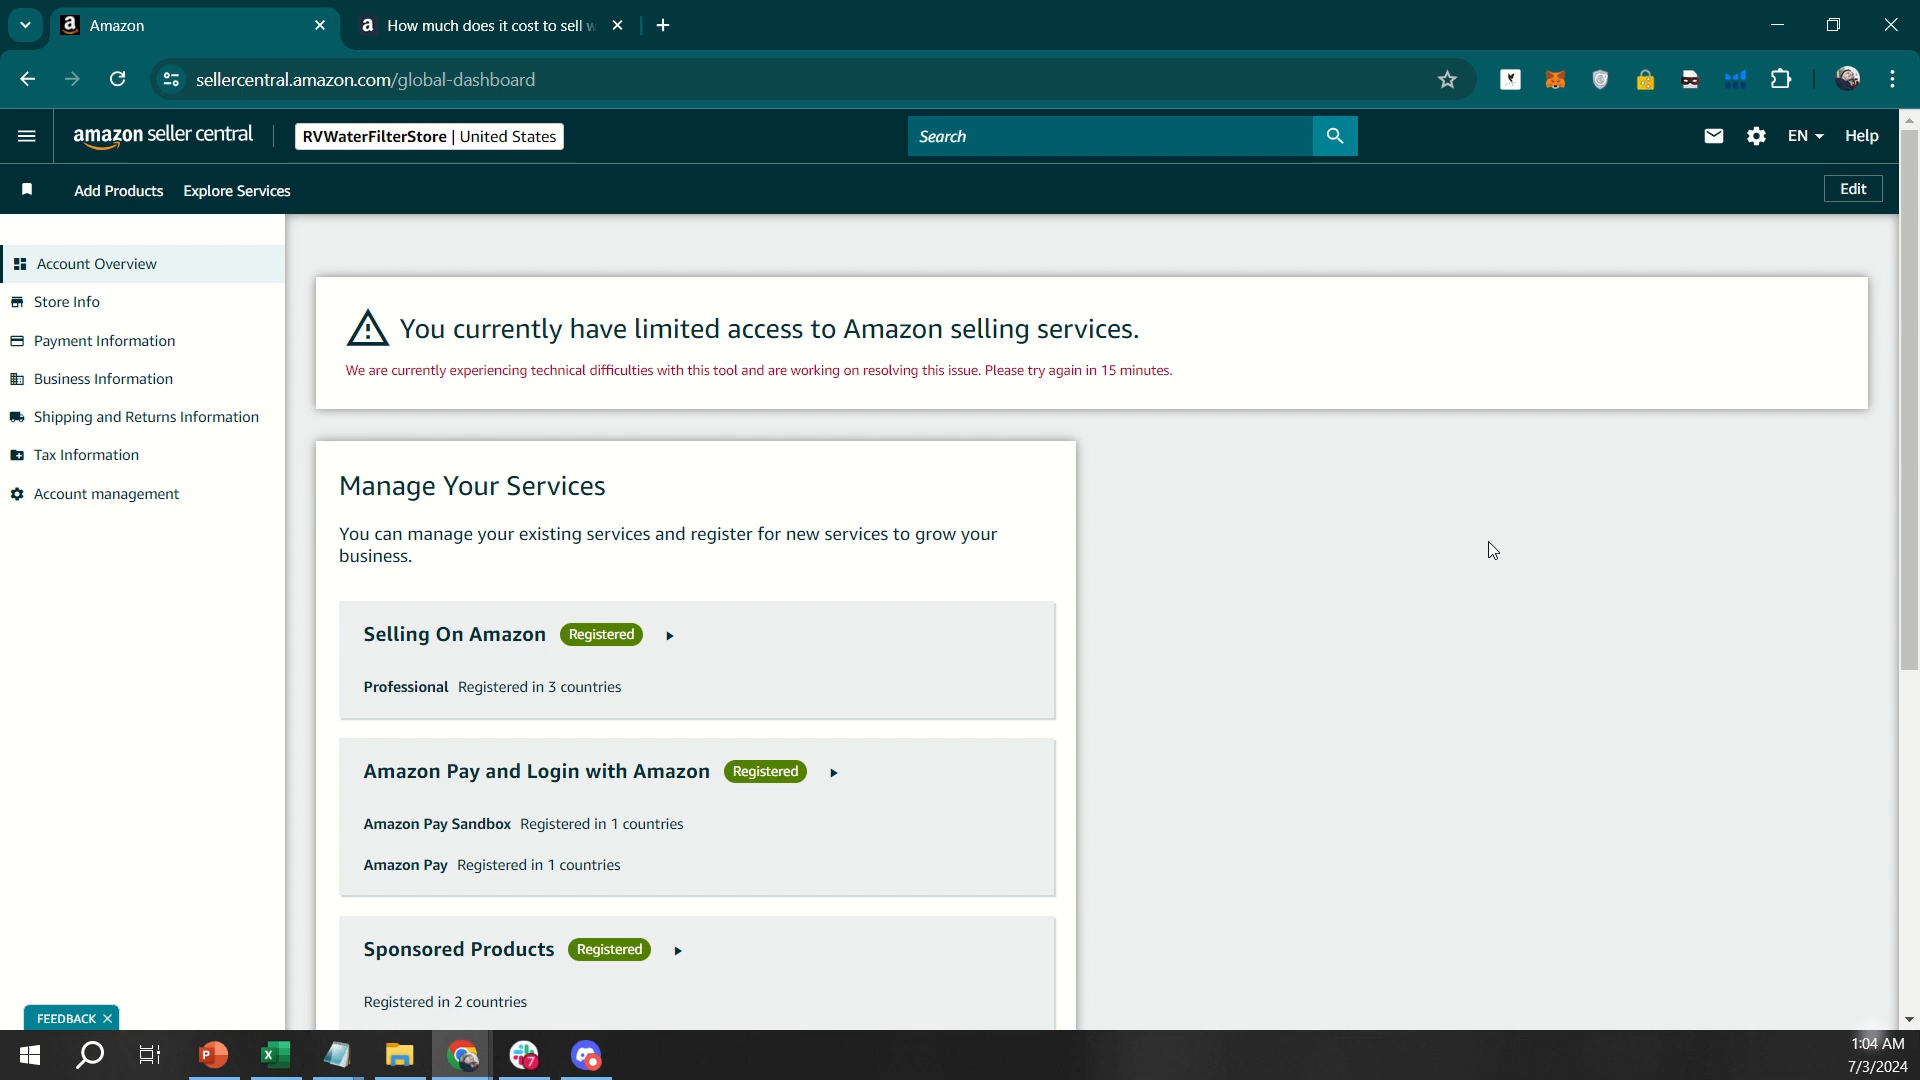 Amazon
How much does it cost to sell w
sellercentral.amazon.com/global-dashboard
amazon seller central
RVWaterFilterStore | United States
Search
EN
Help
Add Products
Explore Services
Edit
Account Overview
Store Info
Payment Information
Business Information
Shipping and Returns Information
Tax Information
Account management
You currently have limited access to Amazon selling services.
We are currently experiencing technical difficulties with this tool and are working on resolving this issue. Please try again in 15 minutes.
Manage Your Services
You can manage your existing services and register for new services to grow your
business.
Selling On Amazon Registered
Professional Registered in 3 countries
Amazon Pay and Login with Amazon Registered
Amazon Pay Sandbox Registered in 1 countries
Amazon Pay Registered in 1 countries
Sponsored Products Registered
Registered in 2 countries
FEEDBACK
1:04 AM
7/3/2024